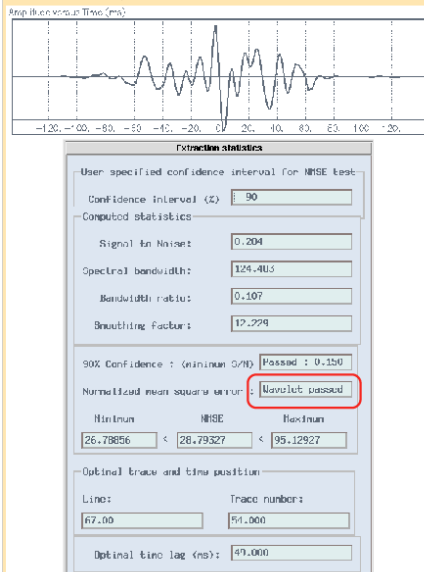 Amplitude versus Time (ms)
-120. -100. -80. -60 -40. -20. 0. 20. 40. 60. 80. 100 120.
Extraction statistics
User specified confidence interval for NMSE test
Confidence interval (%) 90
Computed statistics
Signal to Noise: 0.204
Spectral bandwidth: 124.403
Bandwidth ratio: 0.107
Smoothing factor: 12.229
90% Confidence : (minimum S/N) Passed : 0.150
Normalized mean square error : Wavelet passed
Minimum NMSE Maximum
26.78856 < 28.79327 < 95.12927
Optimal trace and time position
Line: Trace number:
67.00 54.000
Optimal time lag (ms): 49.000